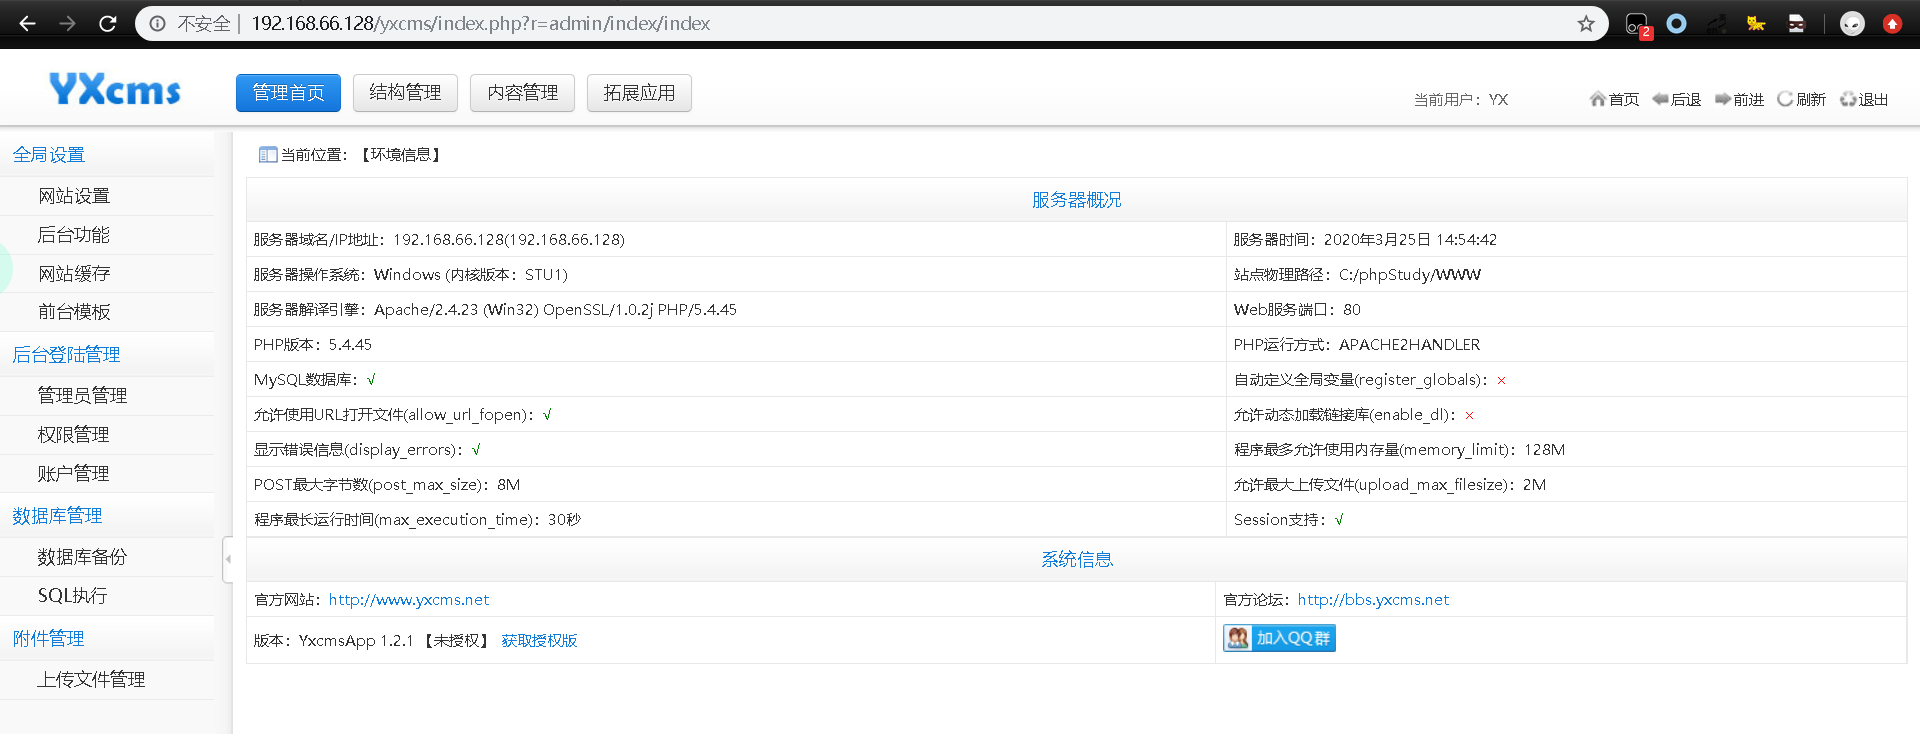 不安全 | 192.168.66.128/yxcms/index.php?r=admin/index/index
2
YXcms
管理首页 结构管理 内容管理 拓展应用
当前用户：YX
首页 后退 前进 刷新 退出
全局设置
网站设置
后台功能
网站缓存
前台模板
后台登陆管理
管理员管理
权限管理
账户管理
数据库管理
数据库备份
SQL执行
附件管理
上传文件管理
当前位置：【环境信息】
服务器概况
服务器域名/IP地址：192.168.66.128(192.168.66.128)
服务器时间：2020年3月25日 14:54:42
服务器操作系统：Windows (内核版本：STU1)
站点物理路径：C:/phpStudy/WWW
服务器解译引擎：Apache/2.4.23 (Win32) OpenSSL/1.0.2j PHP/5.4.45
Web服务端口：80
PHP版本：5.4.45
PHP运行方式：APACHE2HANDLER
MySQL数据库：√
自动定义全局变量(register_globals)：×
允许使用URL打开文件(allow_url_fopen)：√
允许动态加载链接库(enable_dl)：×
显示错误信息(display_errors)：√
程序最多允许使用内存量(memory_limit)：128M
POST最大字节数(post_max_size)：8M
允许最大上传文件(upload_max_filesize)：2M
程序最长运行时间(max_execution_time)：30秒
Session支持：√
系统信息
官方网站：http://www.yxcms.net
官方论坛：http://bbs.yxcms.net
版本：YxcmsApp 1.2.1 【未授权】 获取授权版
加入QQ群